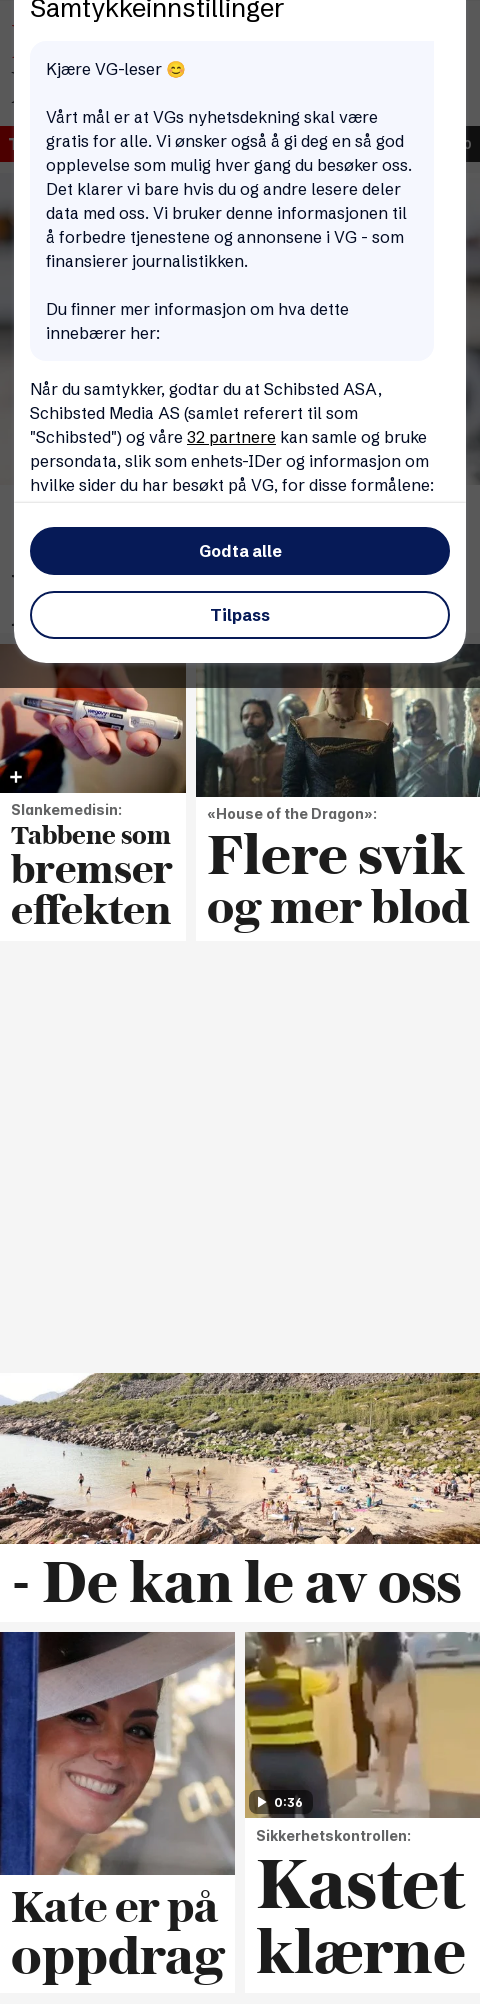 Samtykkeinnstillinger
Kjære VG-leser 😊
Vårt mål er at VGs nyhetsdekning skal være
gratis for alle. Vi ønsker også å gi deg en så god
opplevelse som mulig hver gang du besøker oss.
Det klarer vi bare hvis du og andre lesere deler
data med oss. Vi bruker denne informasjonen til
å forbedre tjenestene og annonsene i VG - som
finansierer journalistikken.
Du finner mer informasjon om hva dette
innebærer her:
Når du samtykker, godtar du at Schibsted ASA,
Schibsted Media AS (samlet referert til som
"Schibsted") og våre 32 partnere kan samle og bruke
persondata, slik som enhets-IDer og informasjon om
hvilke sider du har besøkt på VG, for disse formålene:
Godta alle
Tilpass
wegovy
Slankemedisin:
Tabbene som
bremser
effekten
«House of the Dragon»:
Flere svik
og mer blod
- De kan le av oss
Kate er på
oppdrag
0:36
Sikkerhetskontrollen:
Kastet
klærne